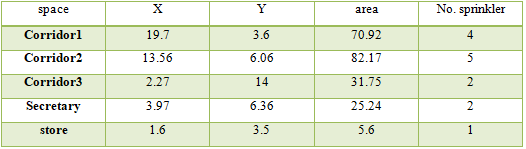 space X Y area No. sprinkler
Corridor1 19.7 3.6 70.92 4
Corridor2 13.56 6.06 82.17 5
Corridor3 2.27 14 31.75 2
Secretary 3.97 6.36 25.24 2
store 1.6 3.5 5.6 1